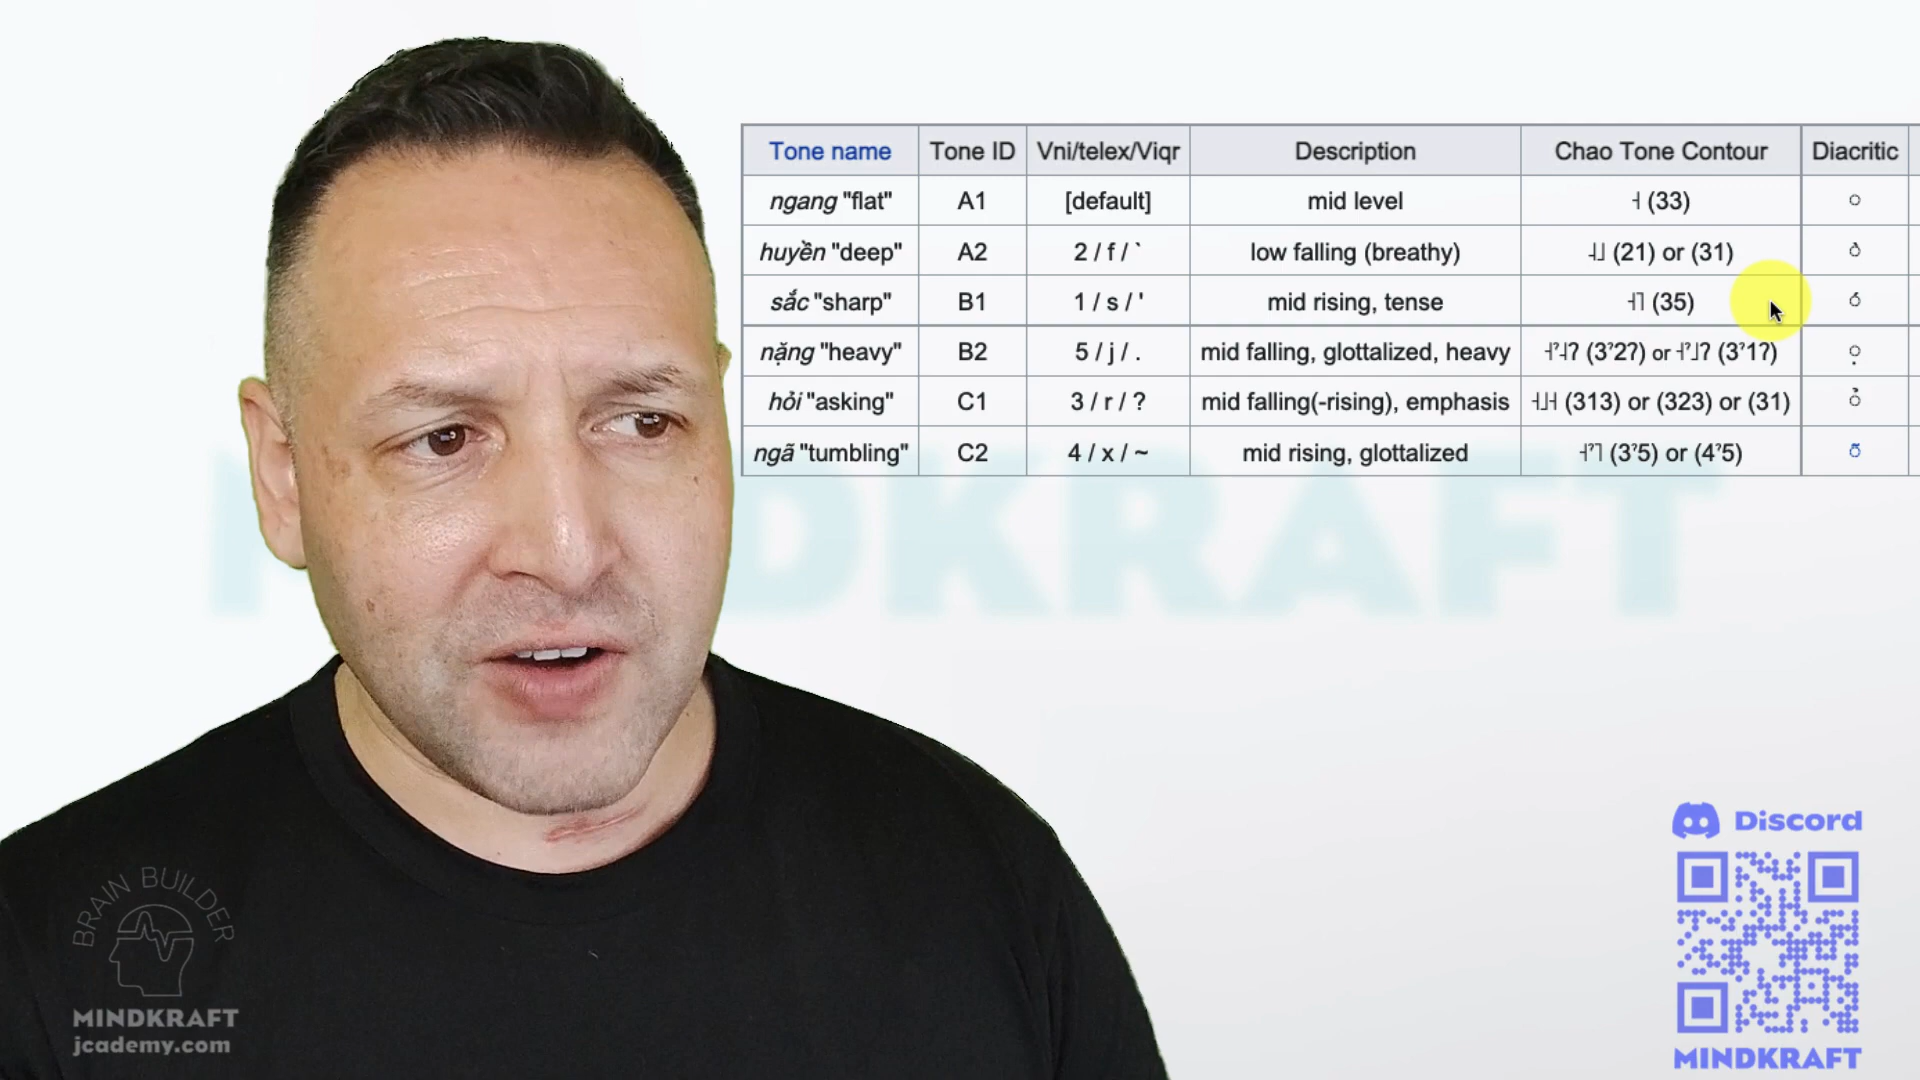 Tone name	Tone ID	Vni/telex/Viqr	Description	Chao Tone Contour	Diacritic
ngang "flat"	A1	[default]	mid level	˧ (33)	◌
huyền "deep"	A2	2 / f / `	low falling (breathy)	˨˩ (21) or (31)	◌̀
sắc "sharp"	B1	1 / s / '	mid rising, tense	˧˥ (35)	◌́
nặng "heavy"	B2	5 / j / .	mid falling, glottalized, heavy	˧ˀ˨ʔ (3ˀ2ʔ) or ˧ˀ˩ʔ (3ˀ1ʔ)	◌̣
hỏi "asking"	C1	3 / r / ?	mid falling(-rising), emphasis	˧˩˧ (313) or (323) or (31)	◌̉
ngã "tumbling"	C2	4 / x / ~	mid rising, glottalized	˧ˀ˥ (3ˀ5) or (4ˀ5)	◌̃
MINDKRAFT
Discord
MINDKRAFT
BRAIN BUILDER
MINDKRAFT
jcademy.com